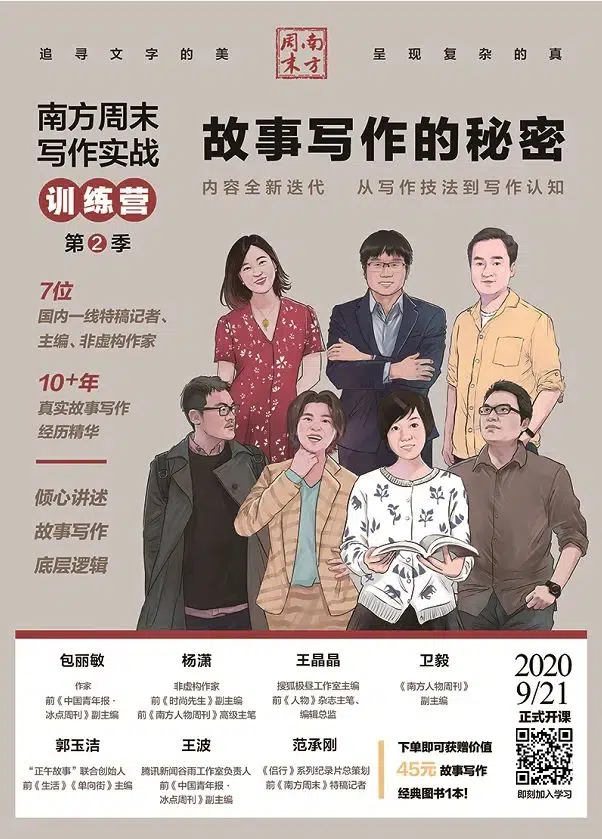 追寻文字的美
南方周末
呈现复杂的真
南方周末
写作实战
训练营
第2季
故事写作的秘密
内容全新迭代 从写作技法到写作认知
7位
国内一线特稿记者、
主编、非虚构作家
10+年
真实故事写作
经历精华
倾心讲述
故事写作
底层逻辑
包丽敏
作家
前《中国青年报·
冰点周刊》副主编
杨潇
非虚构作家
前《时尚先生》副主编
前《南方人物周刊》高级主笔
王晶晶
搜狐极昼工作室主编
前《人物》杂志主笔、
编辑总监
卫毅
《南方人物周刊》
副主编
郭玉洁
“正午故事”联合创始人
前《生活》《单向街》主编
王波
腾讯新闻谷雨工作室负责人
前《中国青年报·
冰点周刊》副主编
范承刚
《侣行》系列纪录片总策划
前《南方周末》特稿记者
下单即可获赠价值
45元 故事写作
经典图书1本!
2020
9/21
正式开课
即刻加入学习